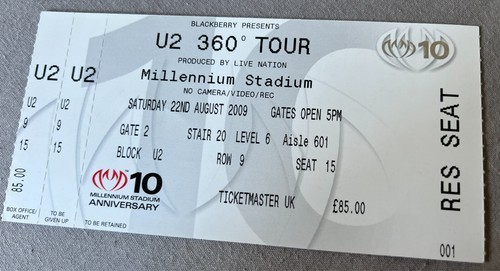 BLACKBERRY PRESENTS
U2 360° TOUR
PRODUCED BY LIVE NATION
Millennium Stadium
NO CAMERA/VIDEO/REC
SATURDAY 22ND AUGUST 2009 GATES OPEN 5PM
GATE 2 STAIR 20 LEVEL 6 Aisle 601
BLOCK U2 ROW 9 SEAT 15
10
MILLENNIUM STADIUM
ANNIVERSARY
TICKETMASTER UK £85.00
10
RES SEAT
001
U2 U2
U2 U2
9 9
15 15
85.00
BOX OFFICE/
AGENT
TO BE
GIVEN UP
TO BE RETAINED